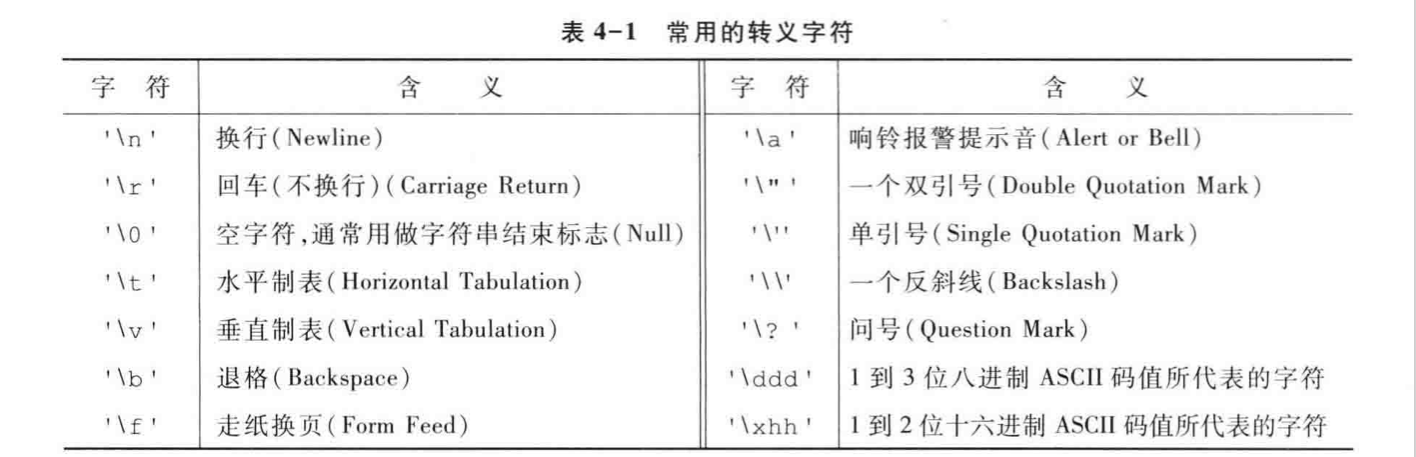 表 4-1 常用的转义字符
字 符 含 义 字 符 含 义
'\n' 换行(Newline) '\a' 响铃报警提示音(Alert or Bell)
'\r' 回车(不换行)(Carriage Return) '\"' 一个双引号(Double Quotation Mark)
'\0' 空字符,通常用做字符串结束标志(Null) '\'' 单引号(Single Quotation Mark)
'\t' 水平制表(Horizontal Tabulation) '\\' 一个反斜线(Backslash)
'\v' 垂直制表(Vertical Tabulation) '\?' 问号(Question Mark)
'\b' 退格(Backspace) '\ddd' 1 到 3 位八进制 ASCII 码值所代表的字符
'\f' 走纸换页(Form Feed) '\xhh' 1 到 2 位十六进制 ASCII 码值所代表的字符